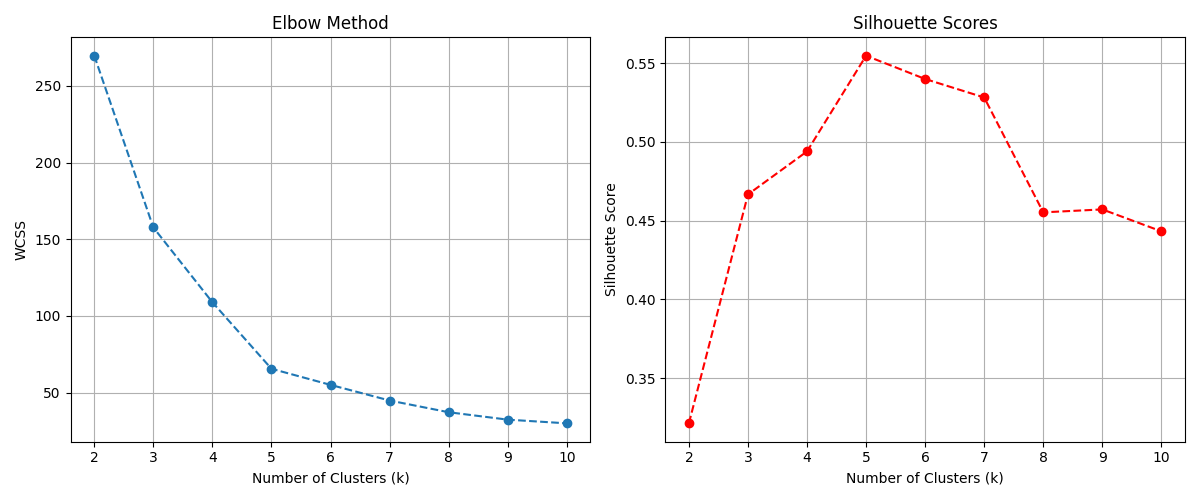 Elbow Method
WCSS
250
200
150
100
50
2 3 4 5 6 7 8 9 10
Number of Clusters (k)
Silhouette Scores
Silhouette Score
0.55
0.50
0.45
0.40
0.35
2 3 4 5 6 7 8 9 10
Number of Clusters (k)